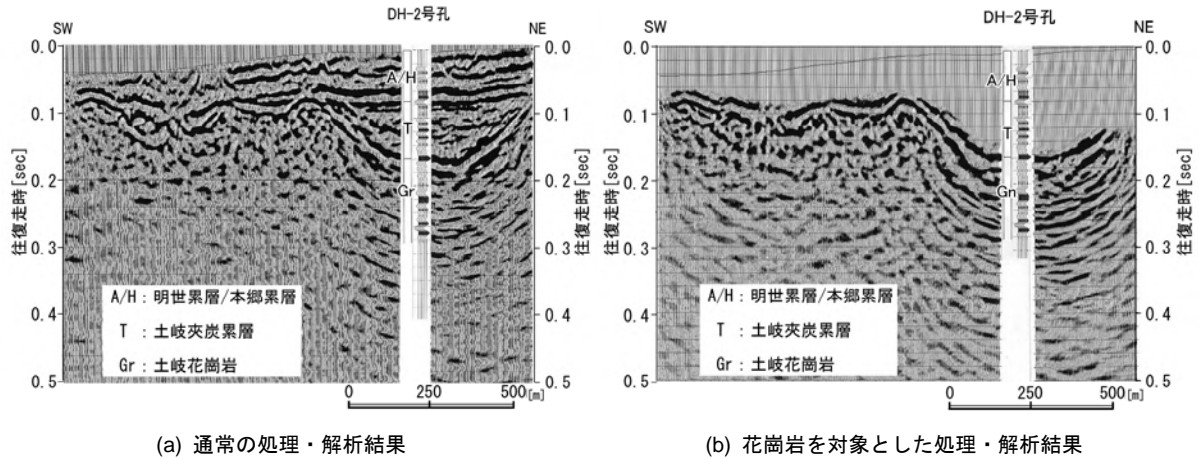 DH-2号孔
SW
NE
0.0
0.1
0.2
0.3
0.4
0.5
往復走時[sec]
A/H
T
Gr
0.0
0.1
0.2
0.3
0.4
0.5
往復走時[sec]
A/H：明世累層/本郷累層
T：土岐夾炭累層
Gr：土岐花崗岩
0 250 500[m]
(a) 通常の処理・解析結果
DH-2号孔
SW
NE
0.0
0.1
0.2
0.3
0.4
0.5
往復走時[sec]
A/H
T
Gn
0.0
0.1
0.2
0.3
0.4
0.5
往復走時[sec]
A/H：明世累層/本郷累層
T：土岐夾炭累層
Gr：土岐花崗岩
0 250 500[m]
(b) 花崗岩を対象とした処理・解析結果